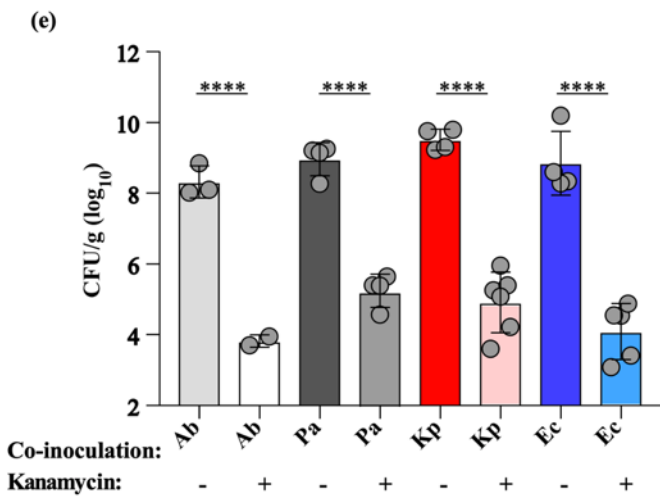 (e)
12
**** **** **** ****
10
8
6
4
2
CFU/g (log10)
Ab Ab Pa Pa Kp Kp Ec Ec
Co-inoculation:
Kanamycin: - + - + - + - +